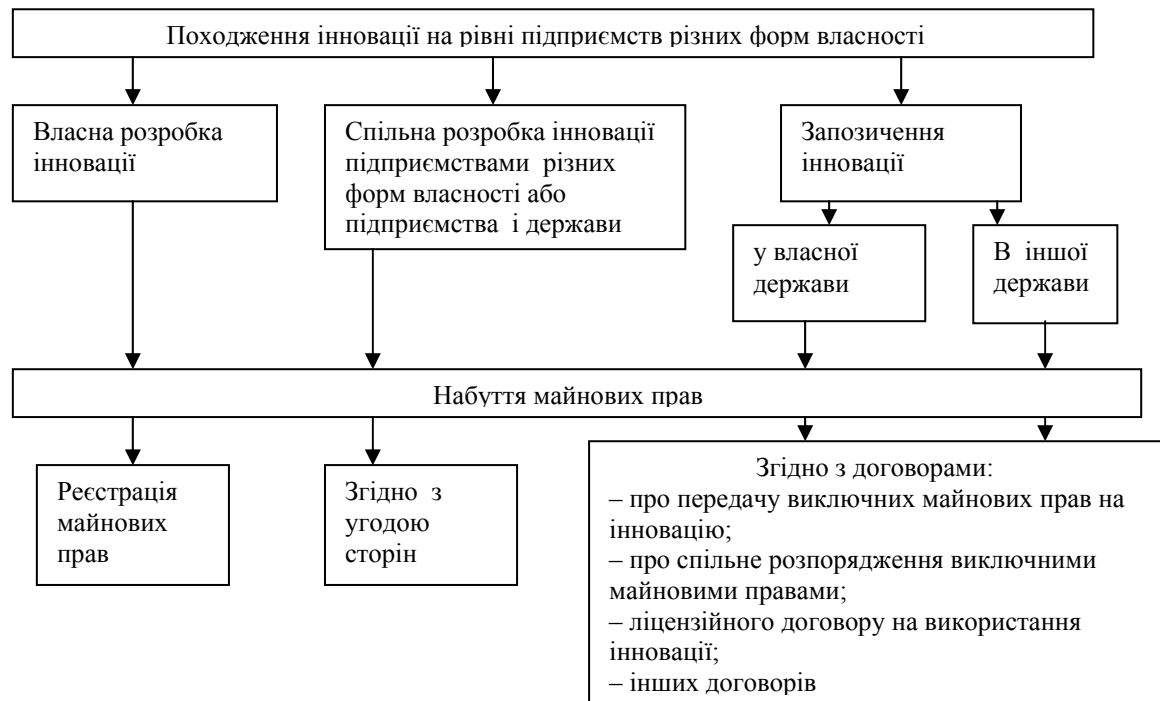 Походження інновації на рівні підприємств різних форм власності
Власна розробка
інновації
Спільна розробка інновації
підприємствами різних
форм власності або
підприємства і держави
Запозичення
інновації
у власної
держави
В іншої
держави
Набуття майнових прав
Реєстрація
майнових
прав
Згідно з
угодою
сторін
Згідно з договорами:
– про передачу виключних майнових прав на
інновацію;
– про спільне розпорядження виключними
майновими правами;
– ліцензійного договору на використання
інновації;
– інших договорів